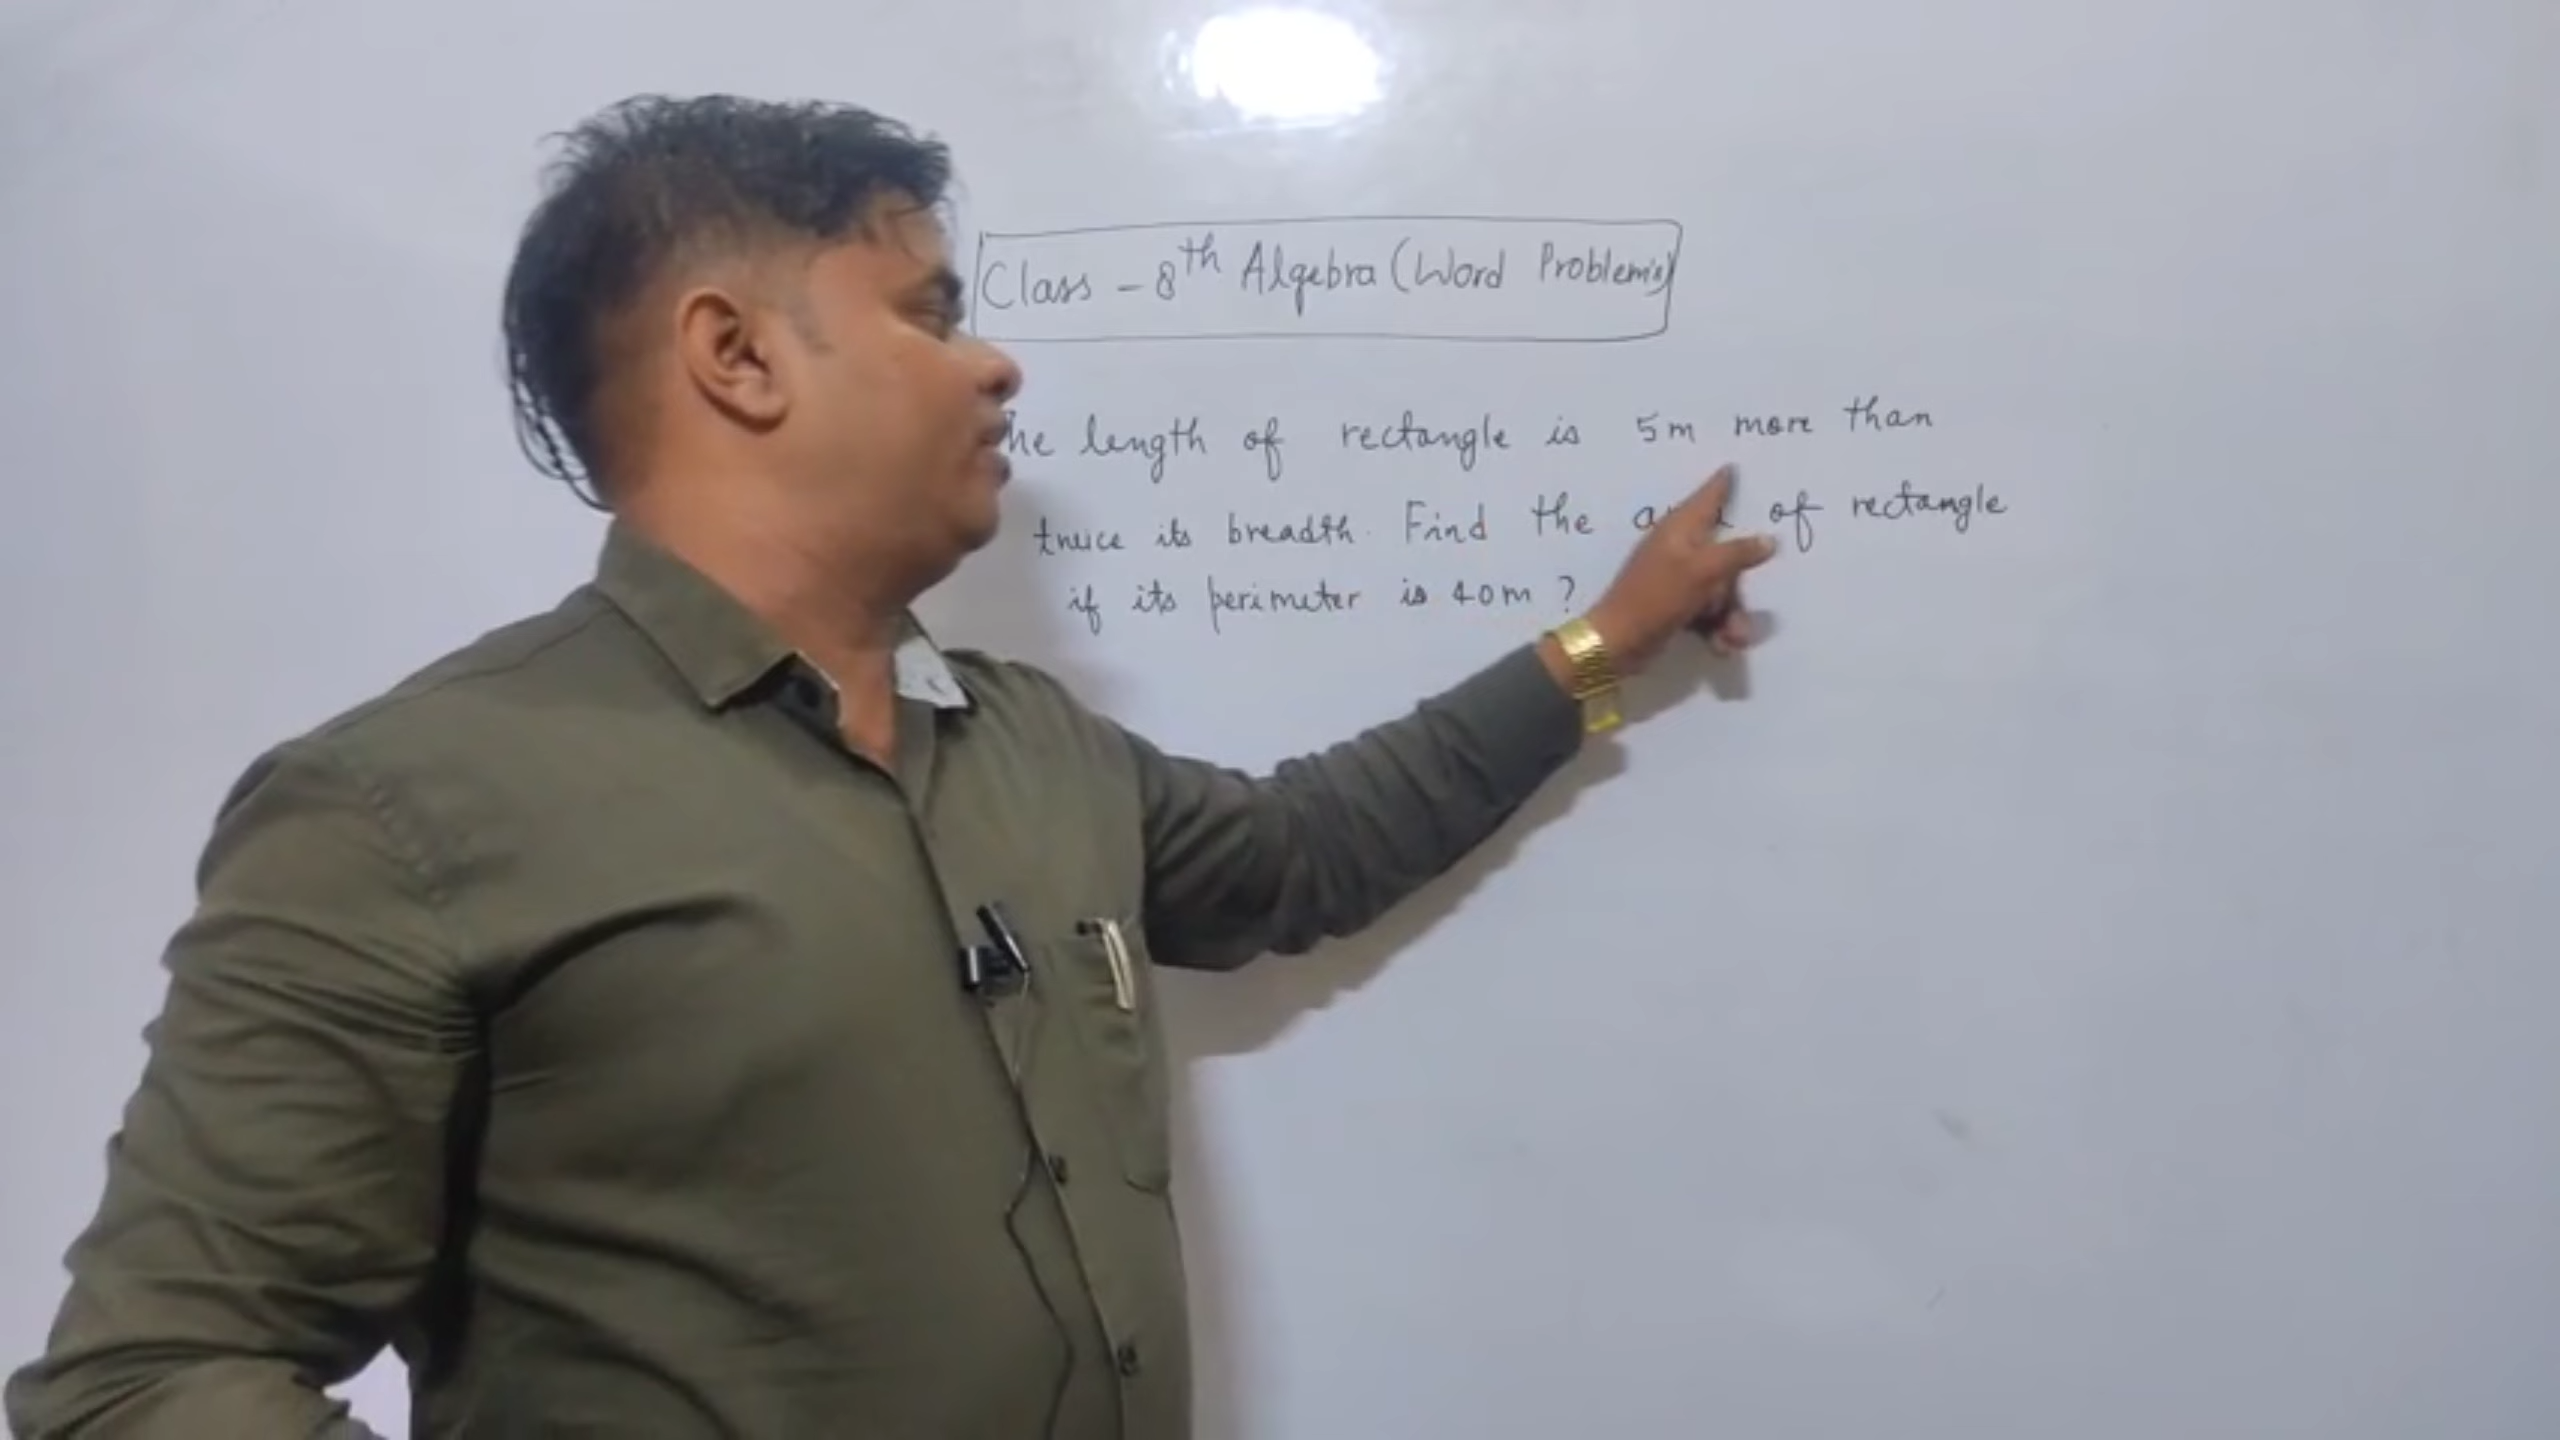 Class - 8th Algebra (Word Problem's)
he length of rectangle is 5m more than
twice its breadth. Find the of rectangle
if its perimeter is 40m ?